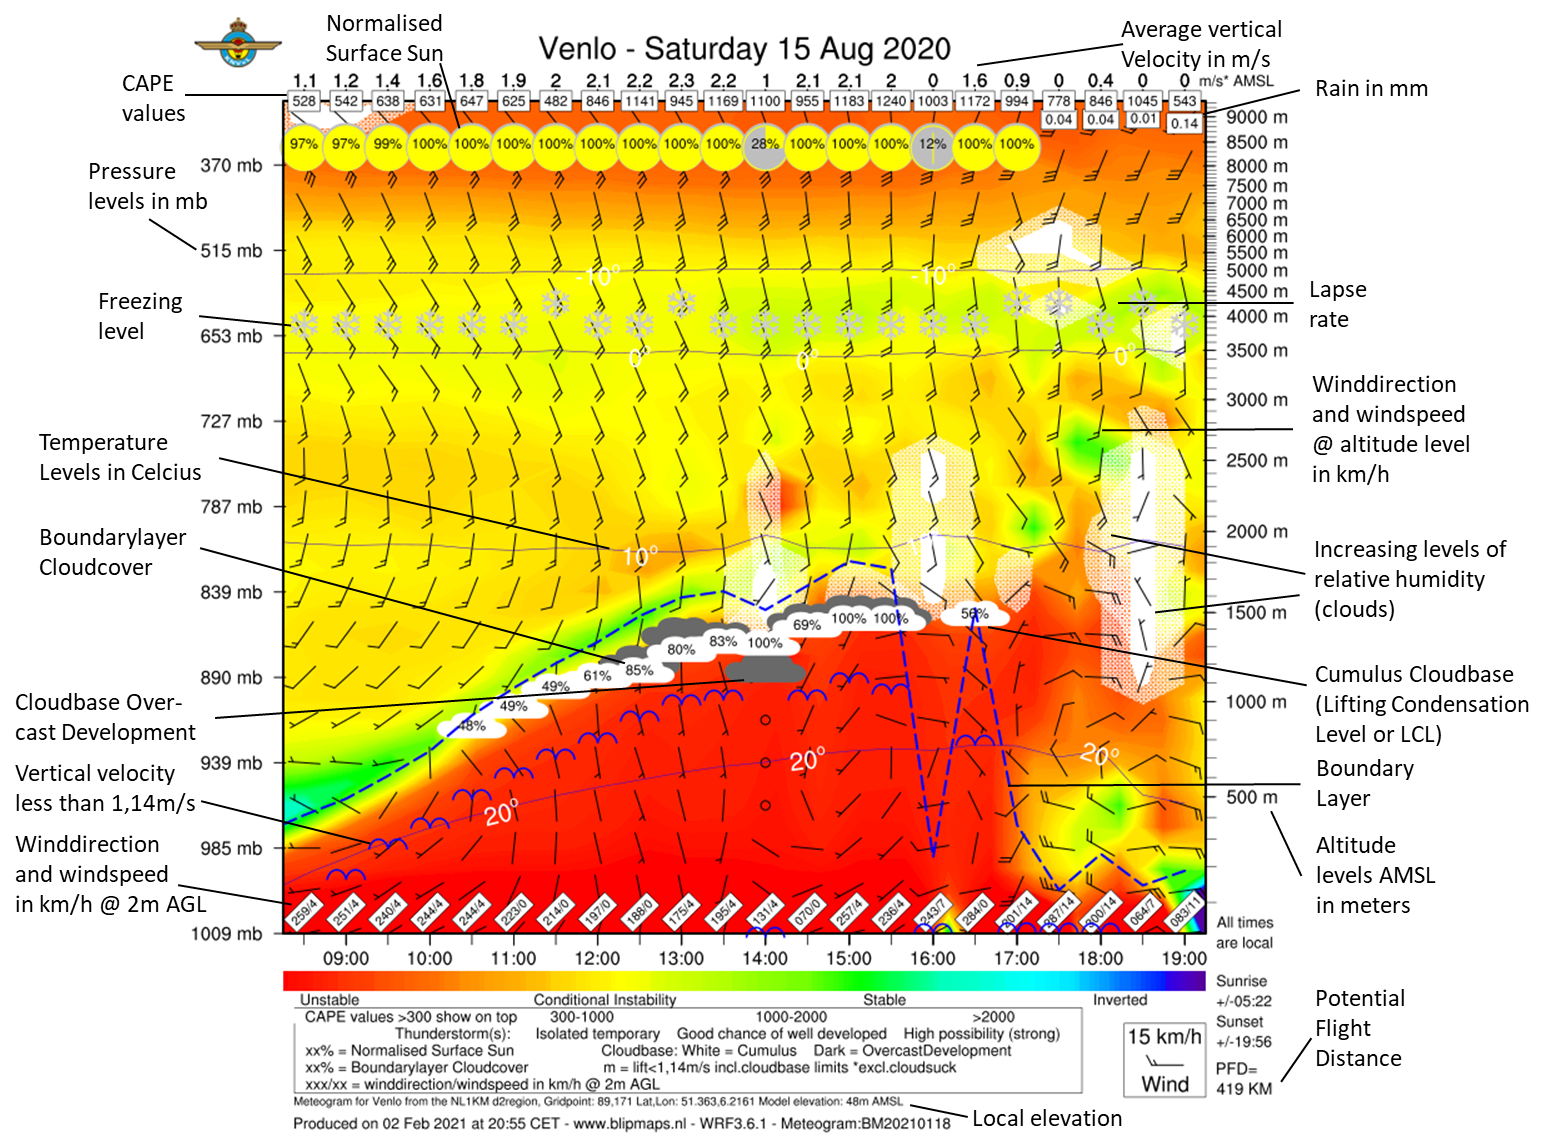 Normalised
Surface Sun
Venlo - Saturday 15 Aug 2020
Average vertical
Velocity in m/s
CAPE
values
1.1 1.2 1.4 1.6 1.8 1.9 2 2.1 2.2 2.3 2.2 1 2.1 2.1 2 0 1.6 0.9 0 0.4 0 0 m/s* AMSL
528 542 638 631 647 625 482 846 1141 945 1169 1100 955 1183 1240 1003 1172 994 778 846 1045 543
0.04 0.04 0.01 0.14
Rain in mm
97% 97% 99% 100% 100% 100% 100% 100% 100% 100% 100% 28% 100% 100% 100% 12% 100% 100%
9000 m
8500 m
370 mb
8000 m
Pressure
levels in mb
7500 m
7000 m
6500 m
6000 m
515 mb
5500 m
5000 m
-10° -10°
Freezing
level
4500 m
4000 m
Lapse
rate
653 mb
3500 m
0° 0° 0°
3000 m
Winddirection
and windspeed
@ altitude level
in km/h
727 mb
Temperature
Levels in Celcius
2500 m
787 mb
2000 m
Boundarylayer
Cloudcover
10°
Increasing levels of
relative humidity
(clouds)
839 mb
1500 m
48% 49% 49% 61% 85% 80% 83% 100% 69% 100% 100% 56%
890 mb
1000 m
Cumulus Cloudbase
(Lifting Condensation
Level or LCL)
Cloudbase Over-
cast Development
939 mb
20° 20° 20°
Boundary
Layer
Vertical velocity
less than 1,14m/s
500 m
985 mb
Altitude
levels AMSL
in meters
Winddirection
and windspeed
in km/h @ 2m AGL
259/4 251/4 240/4 244/4 244/4 223/0 214/0 197/0 188/0 175/4 195/4 131/4 070/0 257/4 236/4 243/7 284/0 301/14 287/14 300/14 064/7 083/11
1009 mb
All times
are local
09:00 10:00 11:00 12:00 13:00 14:00 15:00 16:00 17:00 18:00 19:00
Unstable Conditional Instability Stable Inverted
Sunrise
+/-05:22
Sunset
+/-19:56
PFD=
419 KM
Potential
Flight
Distance
CAPE values >300 show on top 300-1000 1000-2000 >2000
Thunderstorm(s): Isolated temporary Good chance of well developed High possibility (strong)
xx% = Normalised Surface Sun Cloudbase: White = Cumulus Dark = OvercastDevelopment
xx% = Boundarylayer Cloudcover m = lift<1,14m/s incl.cloudbase limits *excl.cloudsuck
xxx/xx = winddirection/windspeed in km/h @ 2m AGL
15 km/h
Wind
Meteogram for Venlo from the NL1KM d2region, Gridpoint: 89,171 Lat,Lon: 51.363,6.2161 Model elevation: 48m AMSL
Local elevation
Produced on 02 Feb 2021 at 20:55 CET - www.blipmaps.nl - WRF3.6.1 - Meteogram:BM20210118